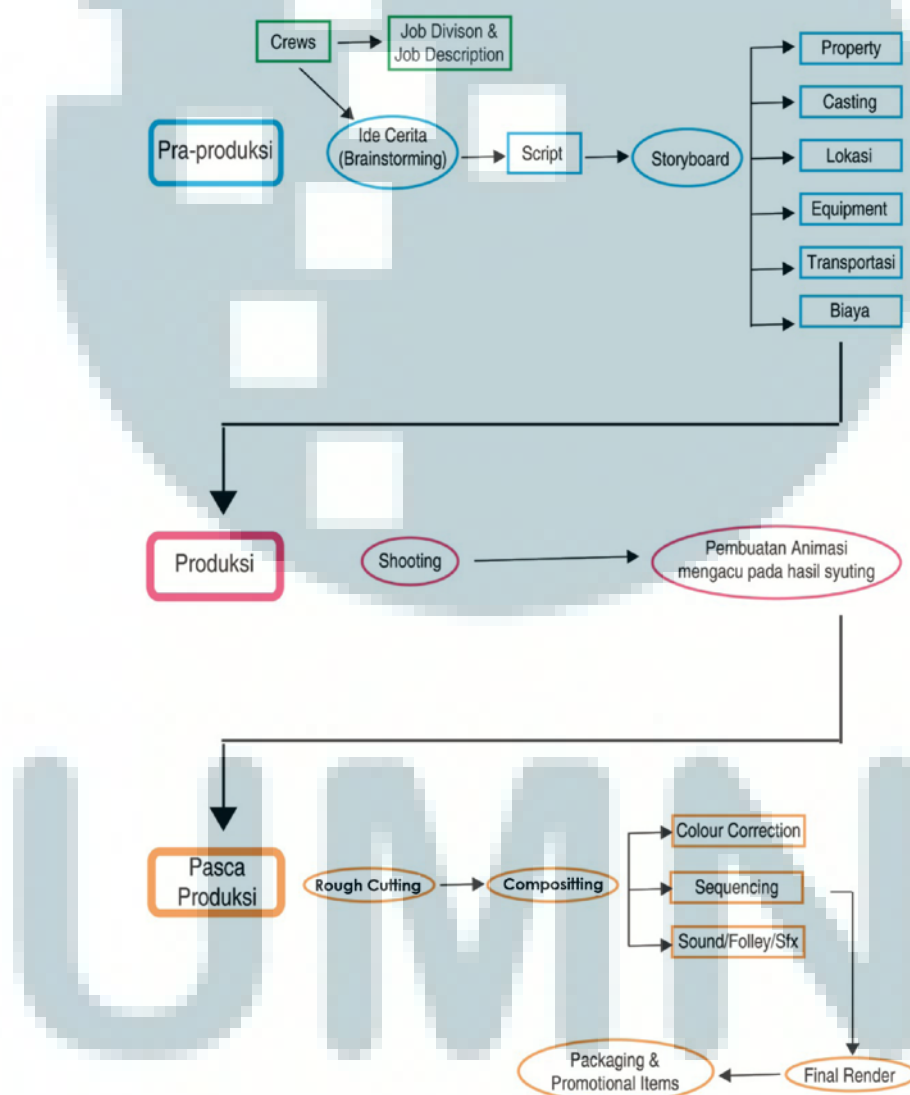 Crews
Job Divison &
Job Description
Property
Casting
Pra-produksi
Ide Cerita
(Brainstorming)
Script
Storyboard
Lokasi
Equipment
Transportasi
Biaya
Produksi
Shooting
Pembuatan Animasi
mengacu pada hasil syuting
UMN
Pasca
Produksi
Rough Cutting
Compositting
Colour Correction
Sequencing
Sound/Folley/Sfx
Packaging &
Promotional Items
Final Render